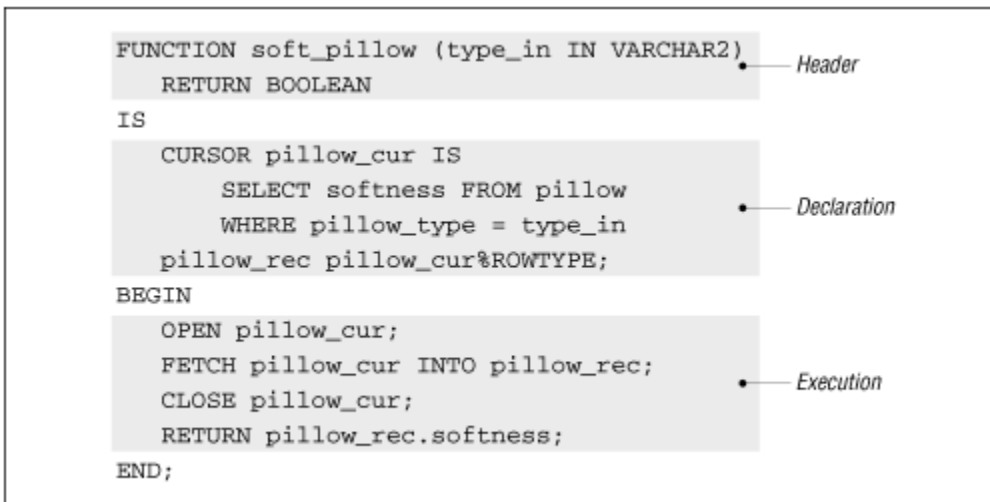 FUNCTION soft_pillow (type_in IN VARCHAR2)
RETURN BOOLEAN
Header
IS
CURSOR pillow_cur IS
SELECT softness FROM pillow
WHERE pillow_type = type_in
pillow_rec pillow_cur%ROWTYPE;
Declaration
BEGIN
OPEN pillow_cur;
FETCH pillow_cur INTO pillow_rec;
CLOSE pillow_cur;
RETURN pillow_rec.softness;
Execution
END;